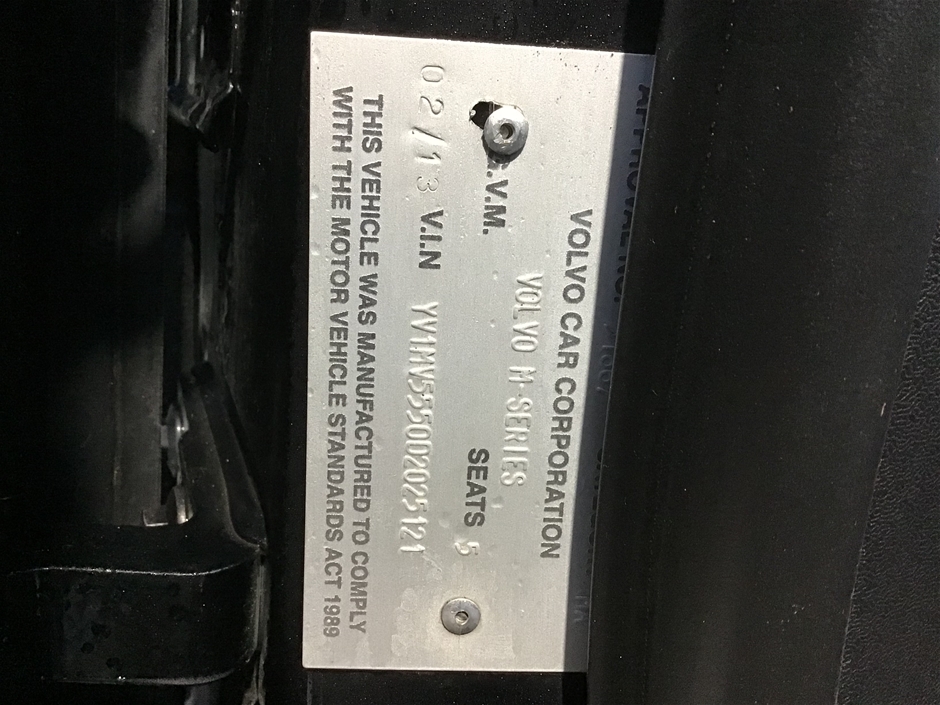 VOLVO CAR CORPORATION
VOLVO M-SERIES
.V.M. SEATS 5
02/13 V.I.N YV1MV5550D2025121
THIS VEHICLE WAS MANUFACTURED TO COMPLY
WITH THE MOTOR VEHICLE STANDARDS ACT 1989